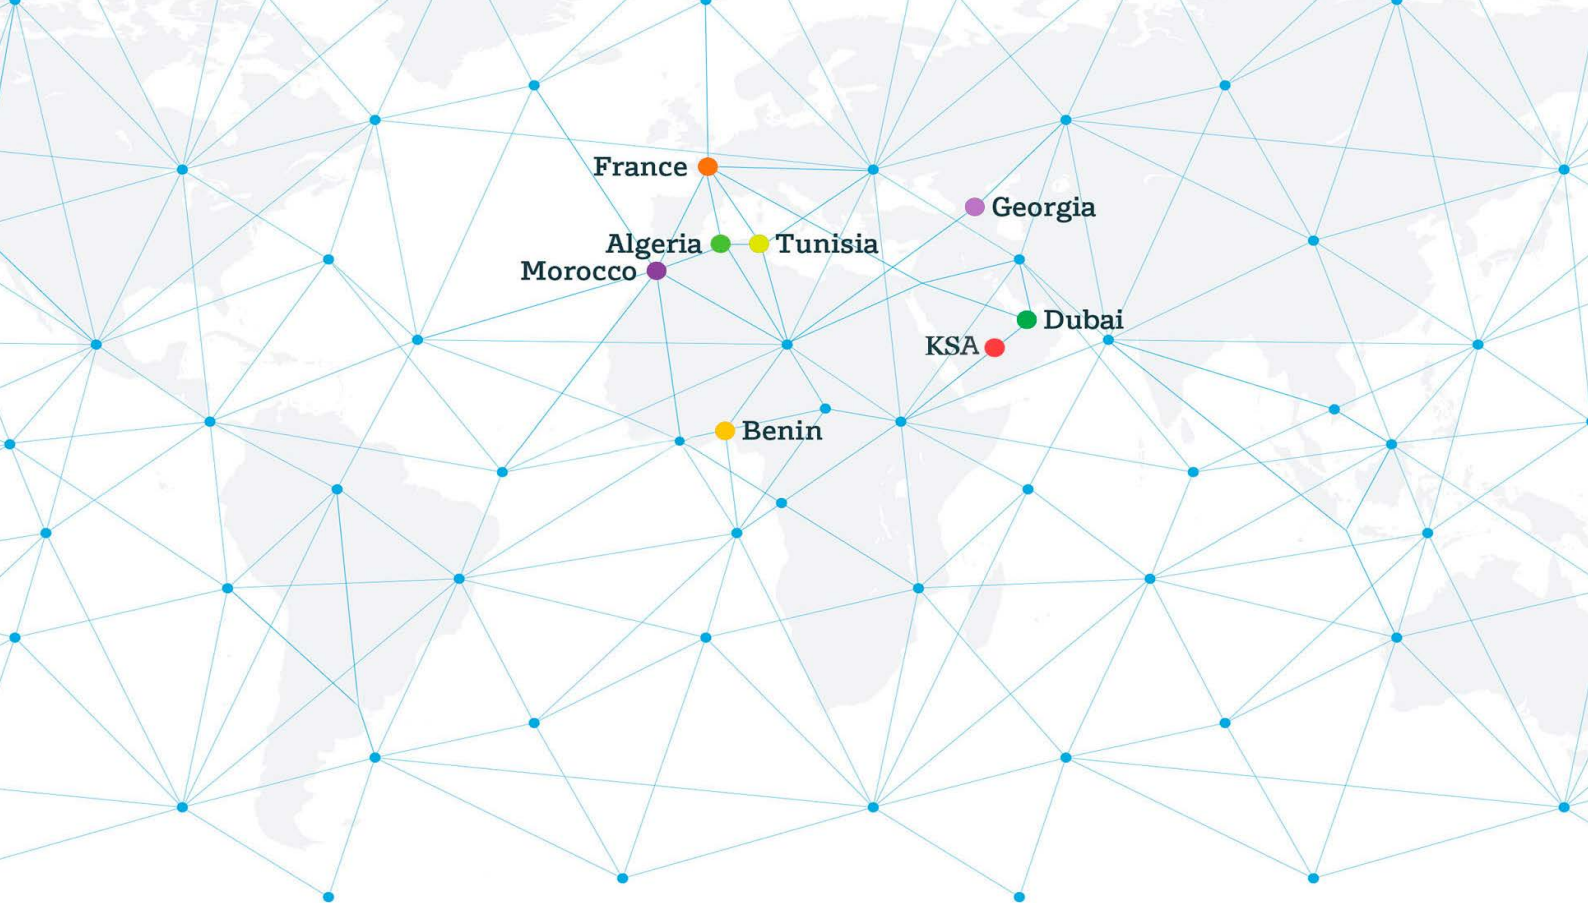 France
Georgia
Algeria
Tunisia
Morocco
Dubai
KSA
Benin